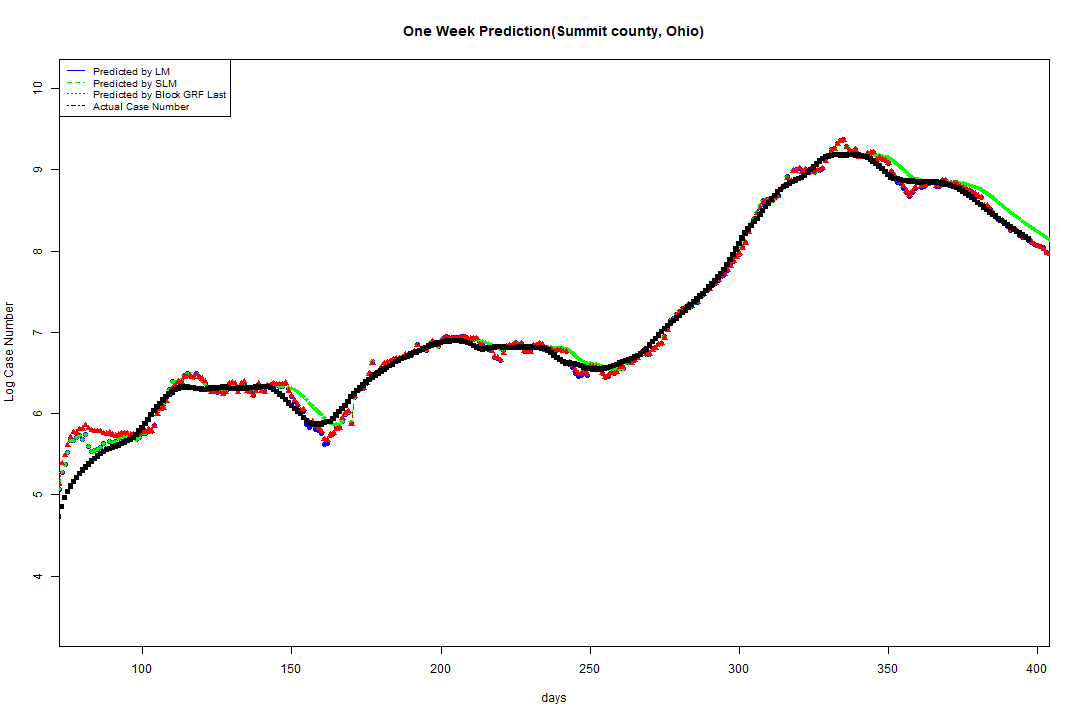 One Week Prediction(Summit county, Ohio)
Predicted by LM
Predicted by SLM
Predicted by Block GRF Last
Actual Case Number
10
9
8
7
6
5
4
Log Case Number
100 150 200 250 300 350 400
days